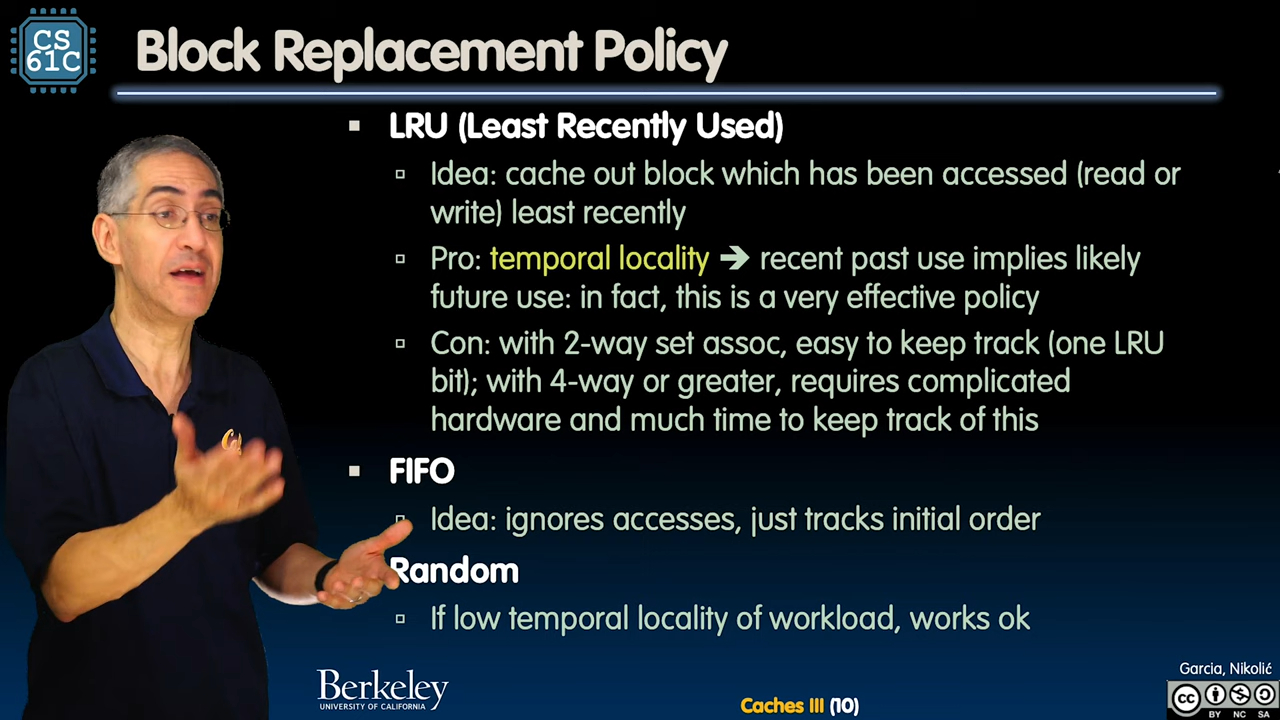 CS
61C
Block Replacement Policy
LRU (Least Recently Used)
Idea: cache out block which has been accessed (read or
write) least recently
Pro: temporal locality ➔ recent past use implies likely
future use: in fact, this is a very effective policy
Con: with 2-way set assoc, easy to keep track (one LRU
bit); with 4-way or greater, requires complicated
hardware and much time to keep track of this
FIFO
Idea: ignores accesses, just tracks initial order
Random
If low temporal locality of workload, works ok
Berkeley
UNIVERSITY OF CALIFORNIA
Caches III (10)
Garcia, Nikolić
cc
BY NC SA